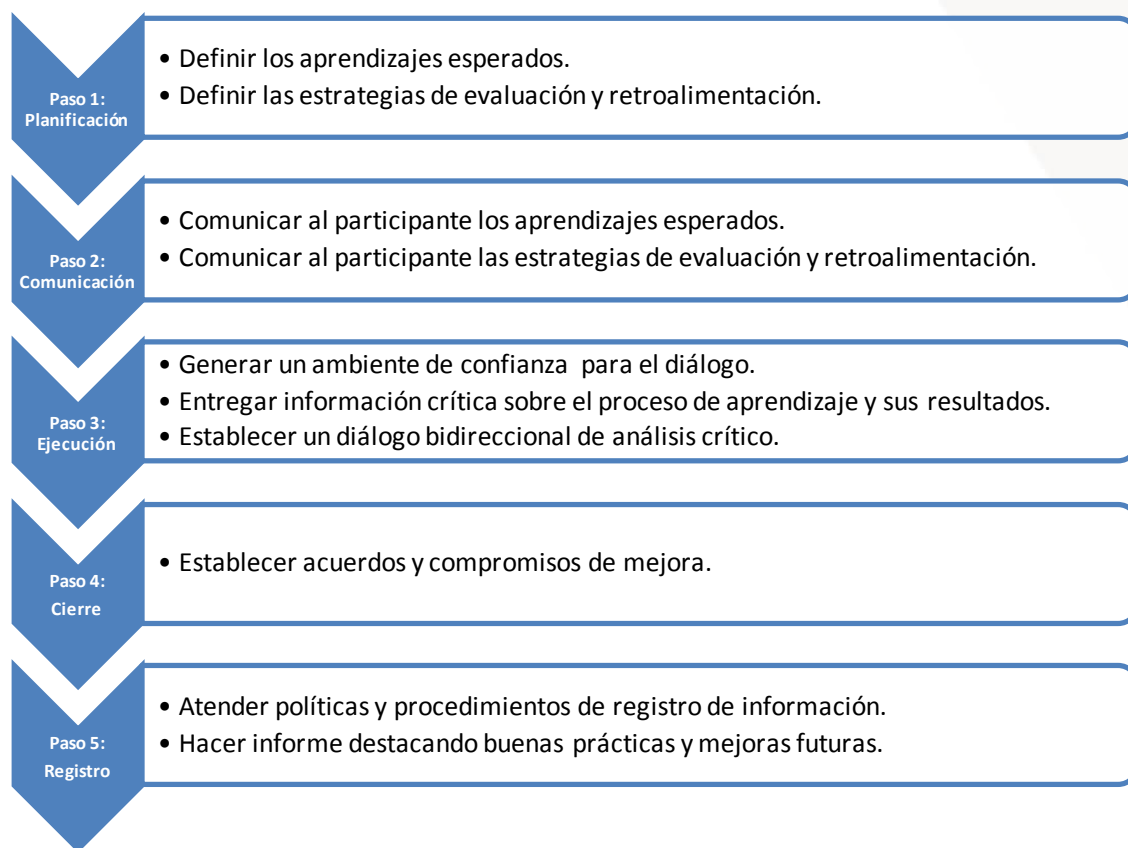 Paso 1:
Planificación
• Definir los aprendizajes esperados.
• Definir las estrategias de evaluación y retroalimentación.
Paso 2:
Comunicación
• Comunicar al participante los aprendizajes esperados.
• Comunicar al participante las estrategias de evaluación y retroalimentación.
Paso 3:
Ejecución
• Generar un ambiente de confianza para el diálogo.
• Entregar información crítica sobre el proceso de aprendizaje y sus resultados.
• Establecer un diálogo bidireccional de análisis crítico.
Paso 4:
Cierre
• Establecer acuerdos y compromisos de mejora.
Paso 5:
Registro
• Atender políticas y procedimientos de registro de información.
• Hacer informe destacando buenas prácticas y mejoras futuras.